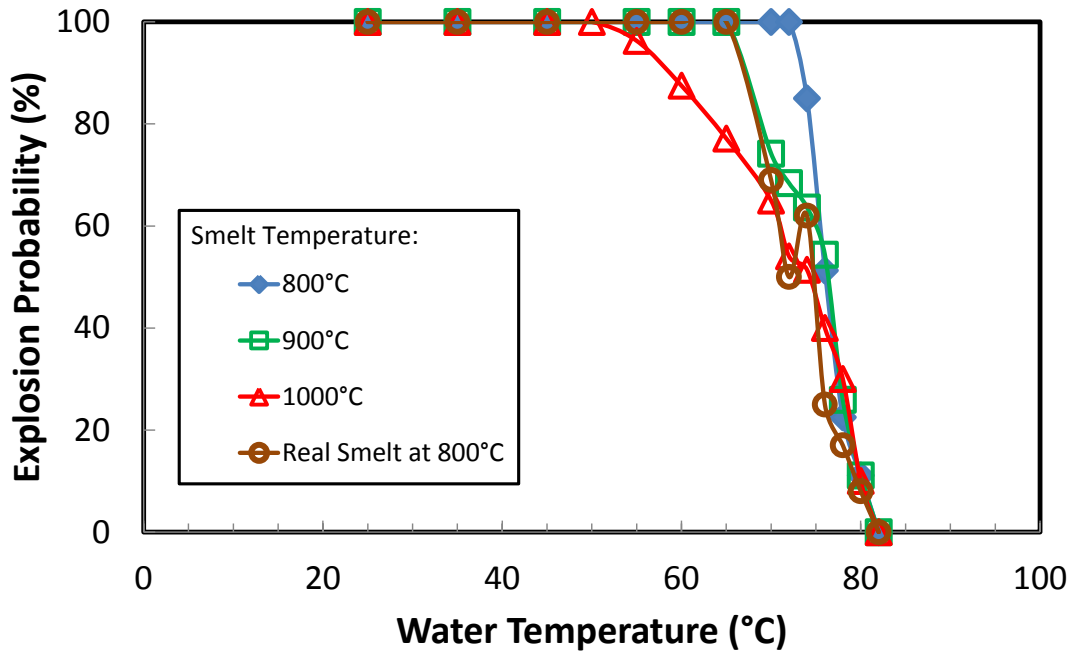 Explosion Probability (%)
100
80
60
40
20
0
Smelt Temperature:
800°C
900°C
1000°C
Real Smelt at 800°C
0 20 40 60 80 100
Water Temperature (°C)